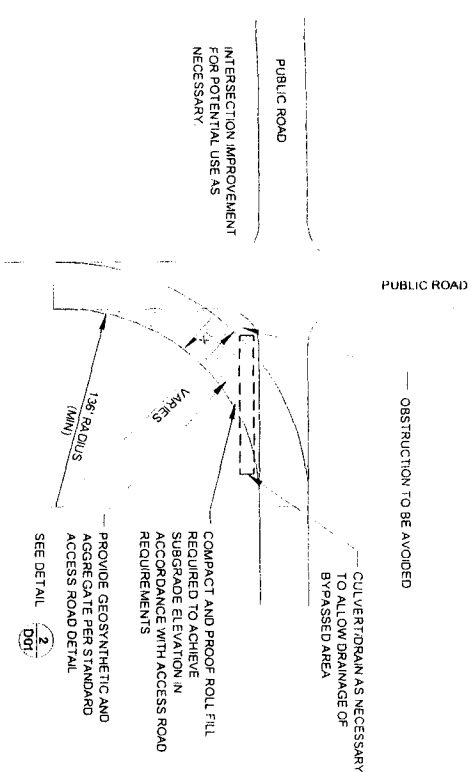 PUBLIC ROAD
PUBLIC ROAD
INTERSECTION IMPROVEMENT
FOR POTENTIAL USE AS
NECESSARY.
OBSTRUCTION TO BE AVOIDED
CULVERT/DRAIN AS NECESSARY
TO ALLOW DRAINAGE OF
BYPASSED AREA
VARIES
136' RADIUS
(MIN)
COMPACT AND PROOF ROLL FILL
REQUIRED TO ACHIEVE
SUBGRADE ELEVATION IN
ACCORDANCE WITH ACCESS ROAD
REQUIREMENTS
PROVIDE GEOSYNTHETIC AND
AGGREGATE PER STANDARD
ACCESS ROAD DETAIL
SEE DETAIL
2
D01